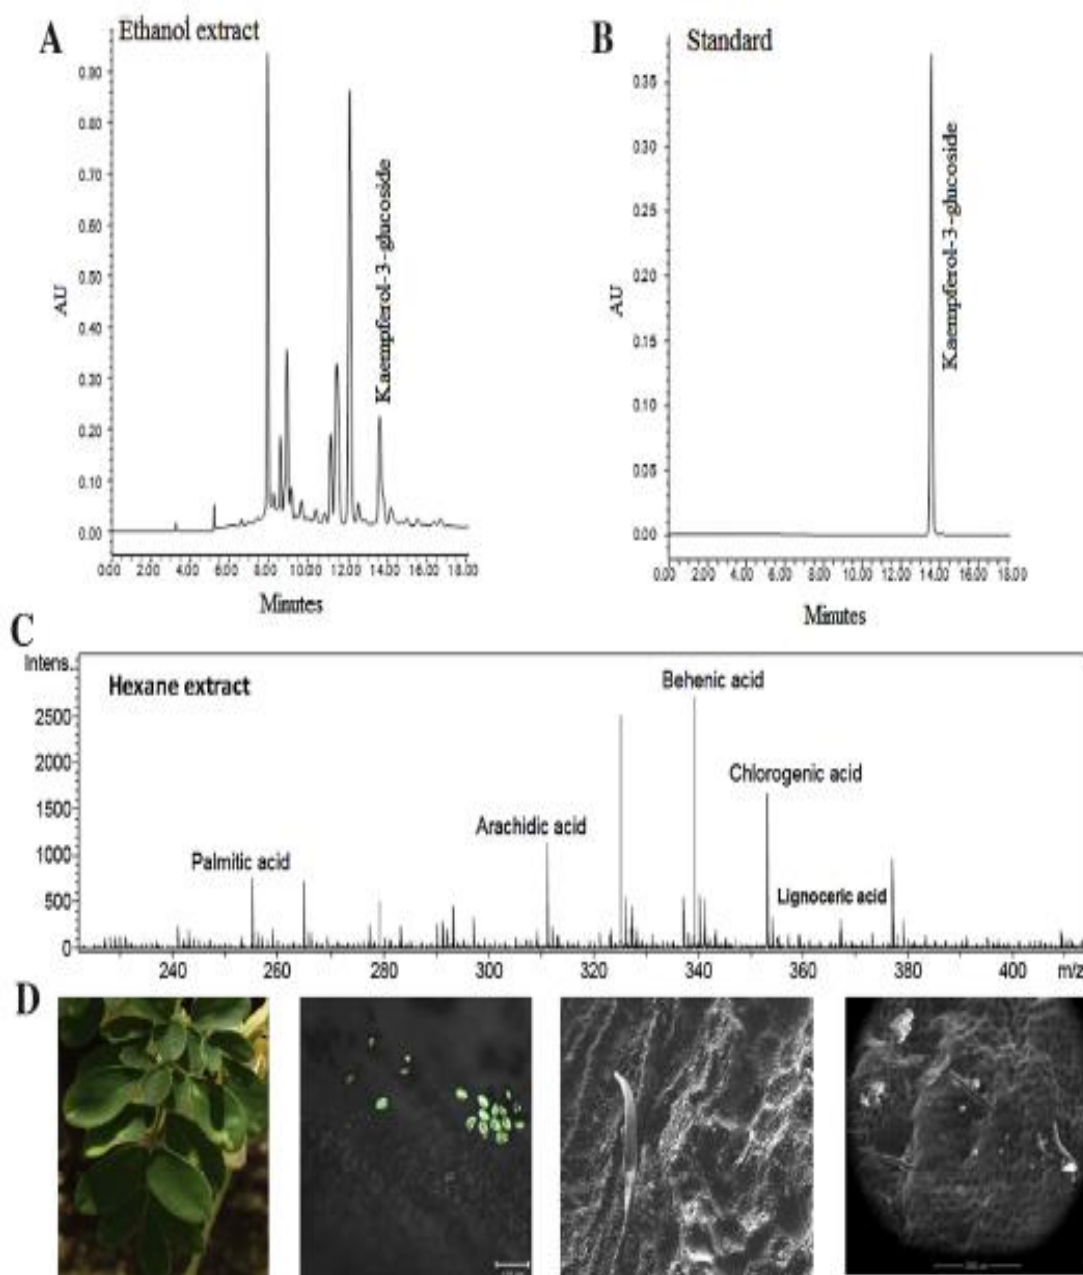 A
Ethanol extract
0.90
0.80
0.70
0.60
0.50
0.40
0.30
0.20
0.10
0.00
AU
Kaempferol-3-glucoside
0.00 2.00 4.00 6.00 8.00 10.00 12.00 14.00 16.00 18.00
Minutes
B
Standard
0.35
0.30
0.25
0.20
0.15
0.10
0.05
0.00
AU
Kaempferol-3-glucoside
0.00 2.00 4.00 6.00 8.00 10.00 12.00 14.00 16.00 18.00
Minutes
C
Intens.
Hexane extract
2500
2000
1500
1000
500
0
Behenic acid
Chlorogenic acid
Arachidic acid
Palmitic acid
Lignoceric acid
240 260 280 300 320 340 360 380 400 m/z
D